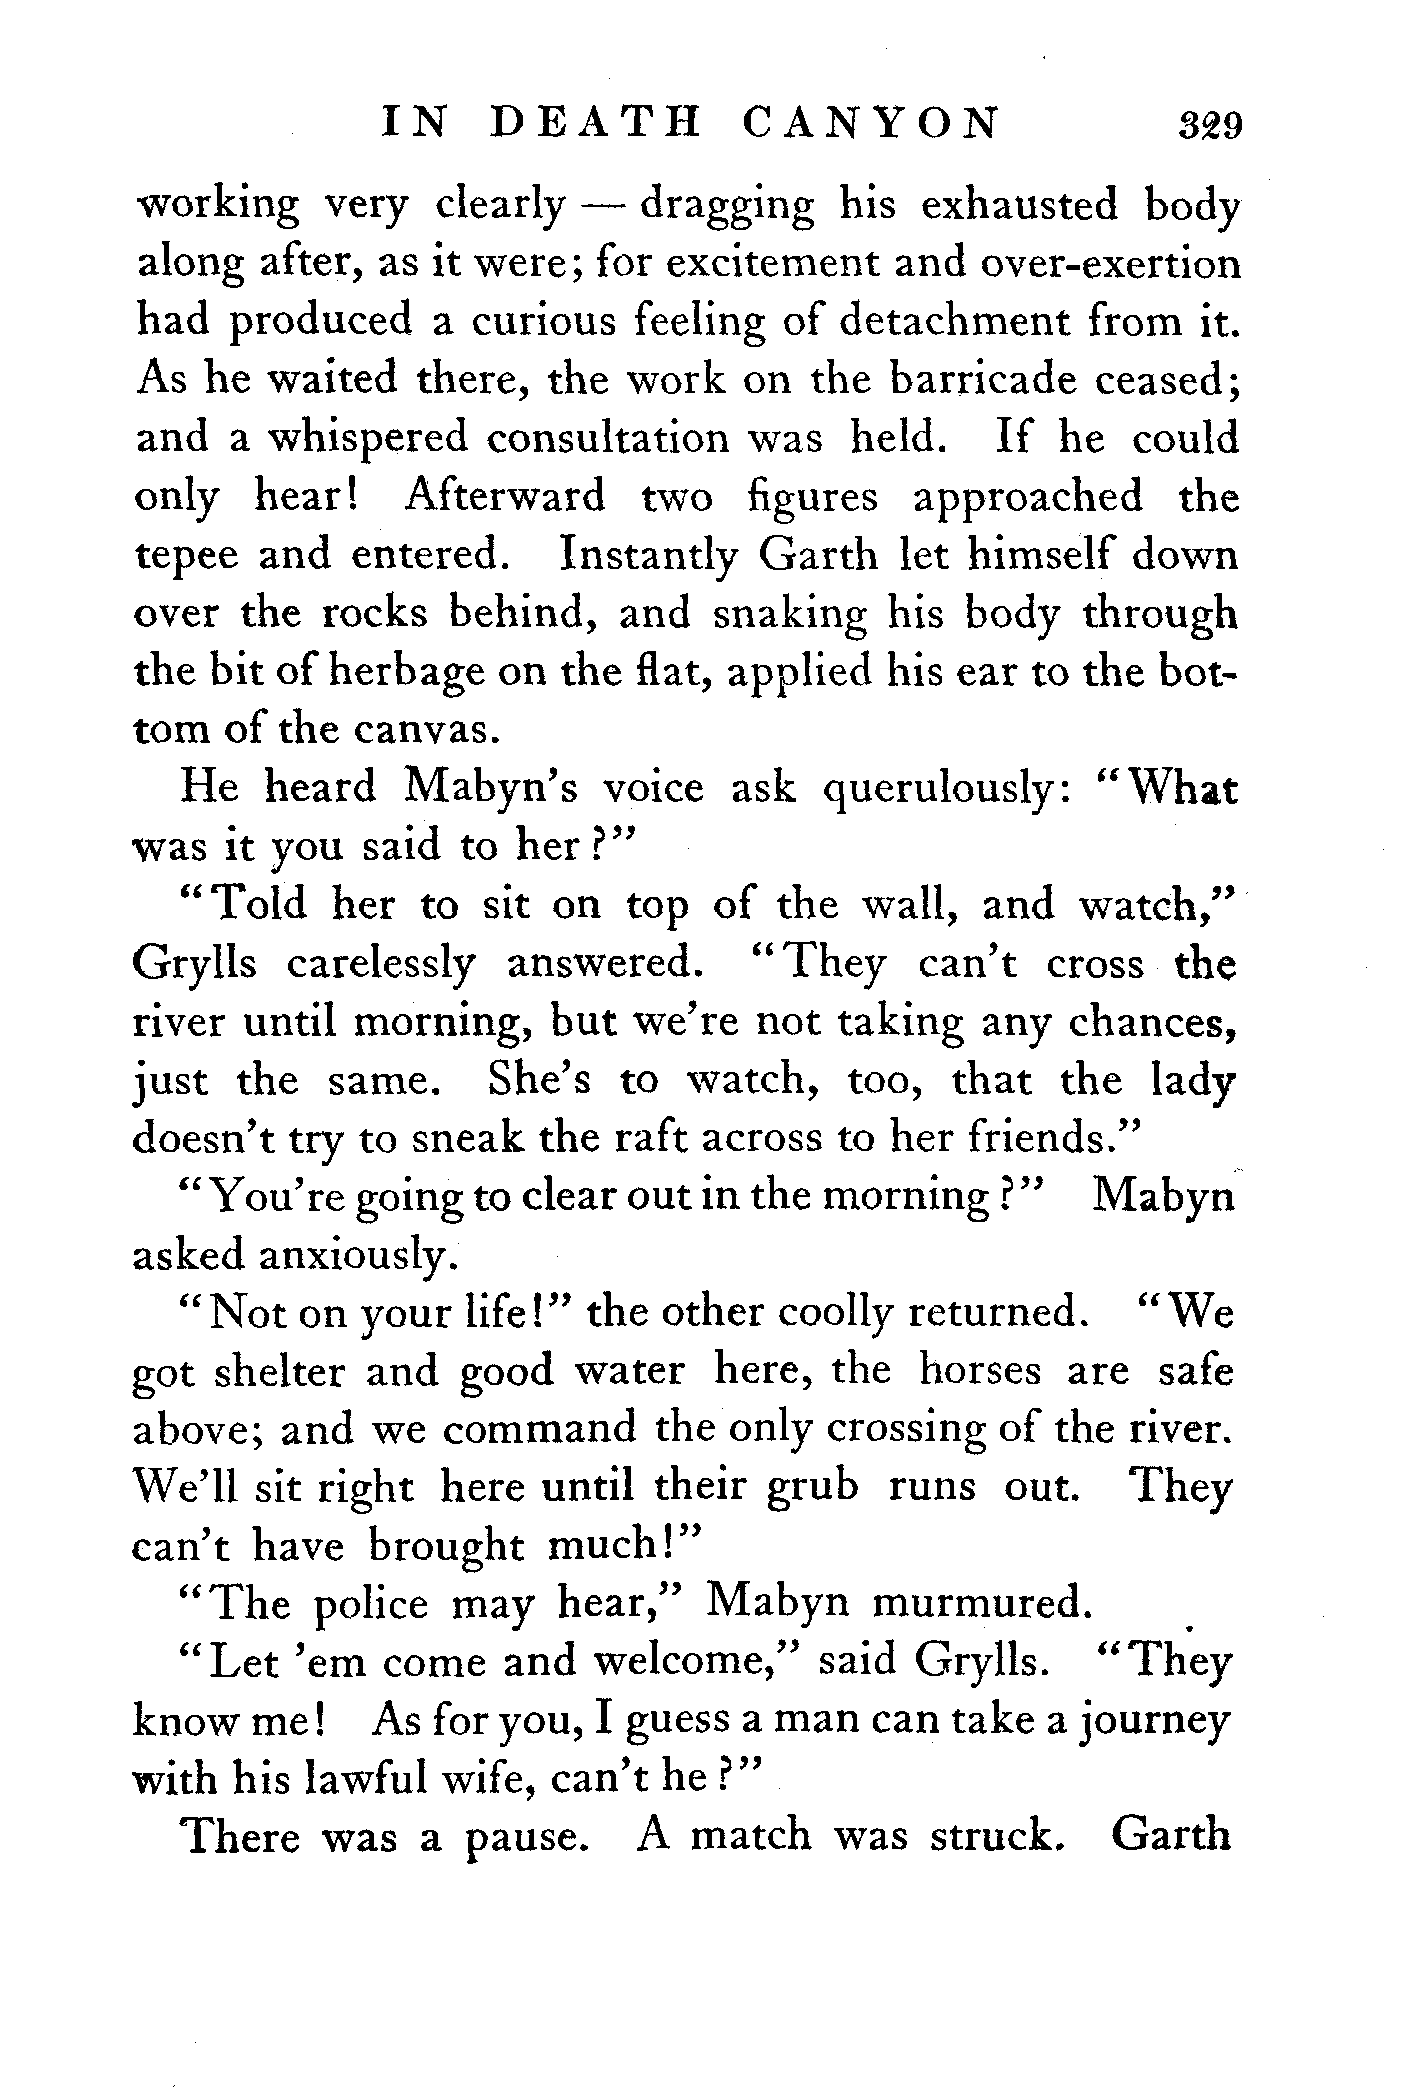 IN DEATH CANYON 329
working very clearly — dragging his exhausted body
along after, as it were; for excitement and over-exertion
had produced a curious feeling of detachment from it.
As he waited there, the work on the barricade ceased;
and a whispered consultation was held. If he could
only hear! Afterward two figures approached the
tepee and entered. Instantly Garth let himself down
over the rocks behind, and snaking his body through
the bit of herbage on the flat, applied his ear to the bot-
tom of the canvas.
He heard Mabyn's voice ask querulously: "What
was it you said to her?"
"Told her to sit on top of the wall, and watch,"
Grylls carelessly answered. "They can't cross the
river until morning, but we're not taking any chances,
just the same. She's to watch, too, that the lady
doesn't try to sneak the raft across to her friends."
"You're going to clear out in the morning?" Mabyn
asked anxiously.
"Not on your life!" the other coolly returned. "We
got shelter and good water here, the horses are safe
above; and we command the only crossing of the river.
We'll sit right here until their grub runs out. They
can't have brought much!"
"The police may hear," Mabyn murmured.
"Let 'em come and welcome," said Grylls. "They
know me! As for you, I guess a man can take a journey
with his lawful wife, can't he?"
There was a pause. A match was struck. Garth